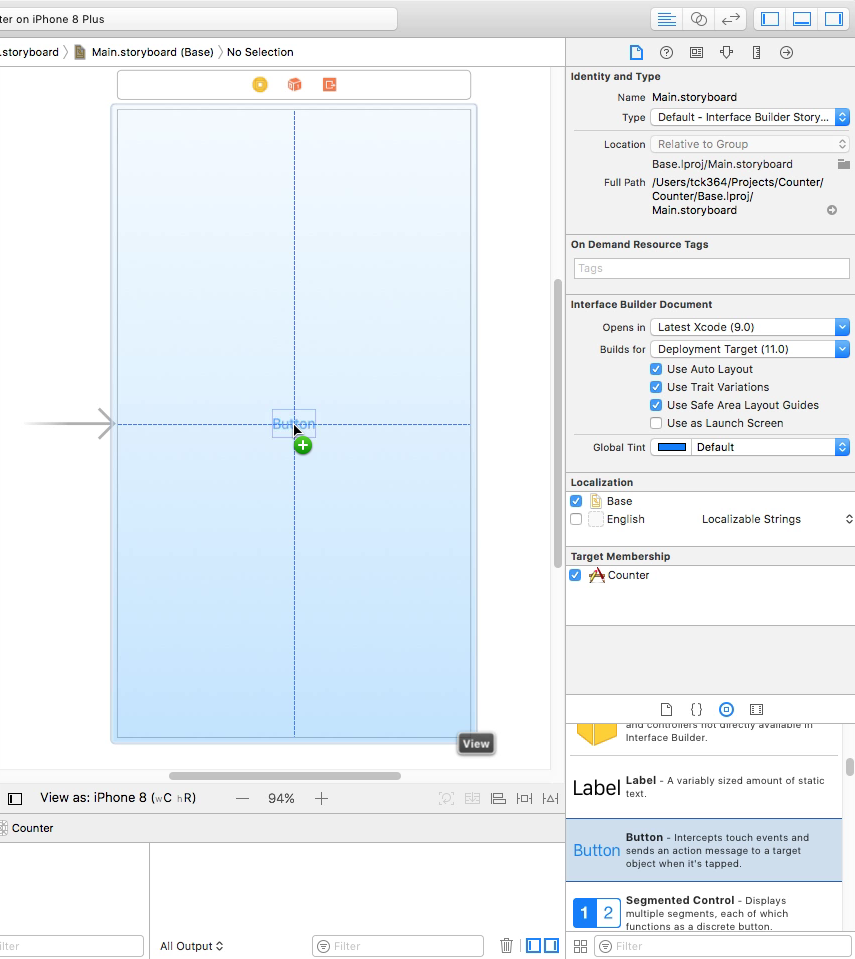 ter on iPhone 8 Plus
.storyboard 〉 Main.storyboard (Base) 〉 No Selection
Button
View
View as: iPhone 8 (wC hR)
94%
Counter
ilter
All Output
Filter
Identity and Type
Name Main.storyboard
Type Default - Interface Builder Story...
Location Relative to Group
Base.lproj/Main.storyboard
Full Path /Users/tck364/Projects/Counter/
Counter/Base.lproj/
Main.storyboard
On Demand Resource Tags
Tags
Interface Builder Document
Opens in Latest Xcode (9.0)
Builds for Deployment Target (11.0)
Use Auto Layout
Use Trait Variations
Use Safe Area Layout Guides
Use as Launch Screen
Global Tint Default
Localization
Base
English Localizable Strings
Target Membership
Counter
and controllers not directly available in
Interface Builder.
Label
Label - A variably sized amount of static
text.
Button
Button - Intercepts touch events and
sends an action message to a target
object when it's tapped.
1 2
Segmented Control - Displays
multiple segments, each of which
functions as a discrete button.
Filter